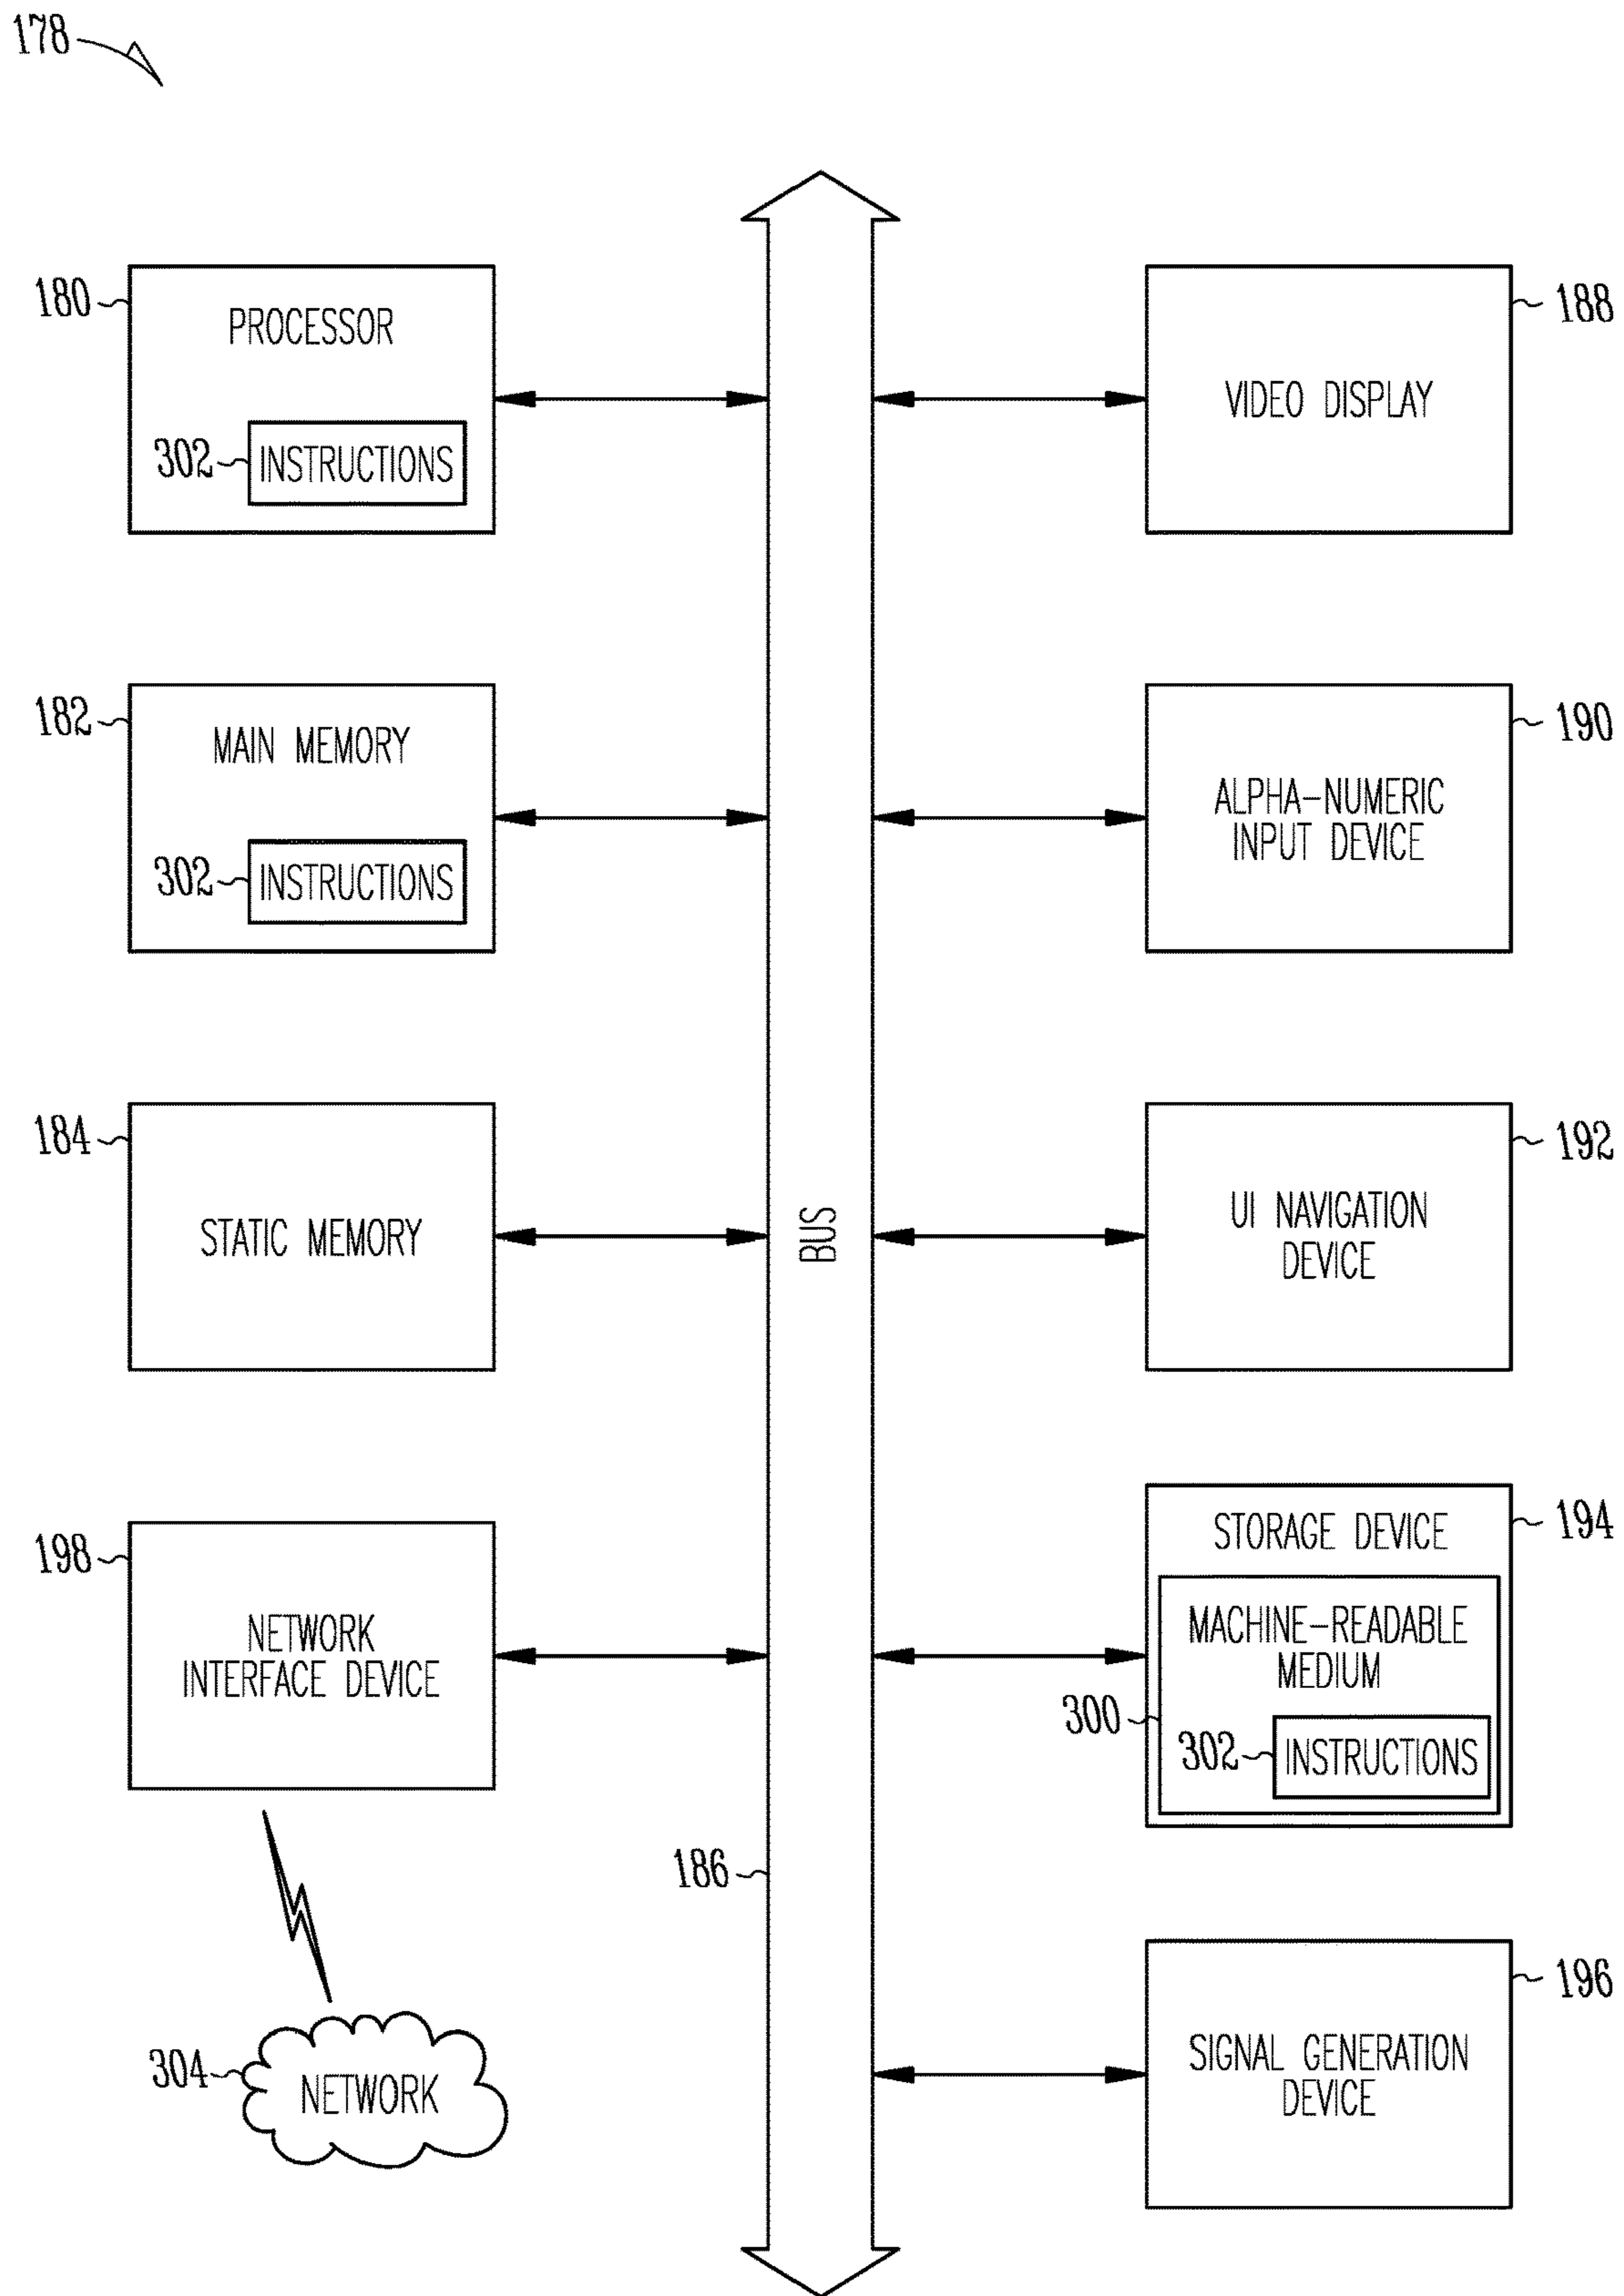 178
180
PROCESSOR
302
INSTRUCTIONS
182
MAIN MEMORY
302
INSTRUCTIONS
184
STATIC MEMORY
198
NETWORK
INTERFACE DEVICE
304
NETWORK
BUS
186
188
VIDEO DISPLAY
190
ALPHA-NUMERIC
INPUT DEVICE
192
UI NAVIGATION
DEVICE
194
STORAGE DEVICE
MACHINE-READABLE
MEDIUM
300
302
INSTRUCTIONS
196
SIGNAL GENERATION
DEVICE